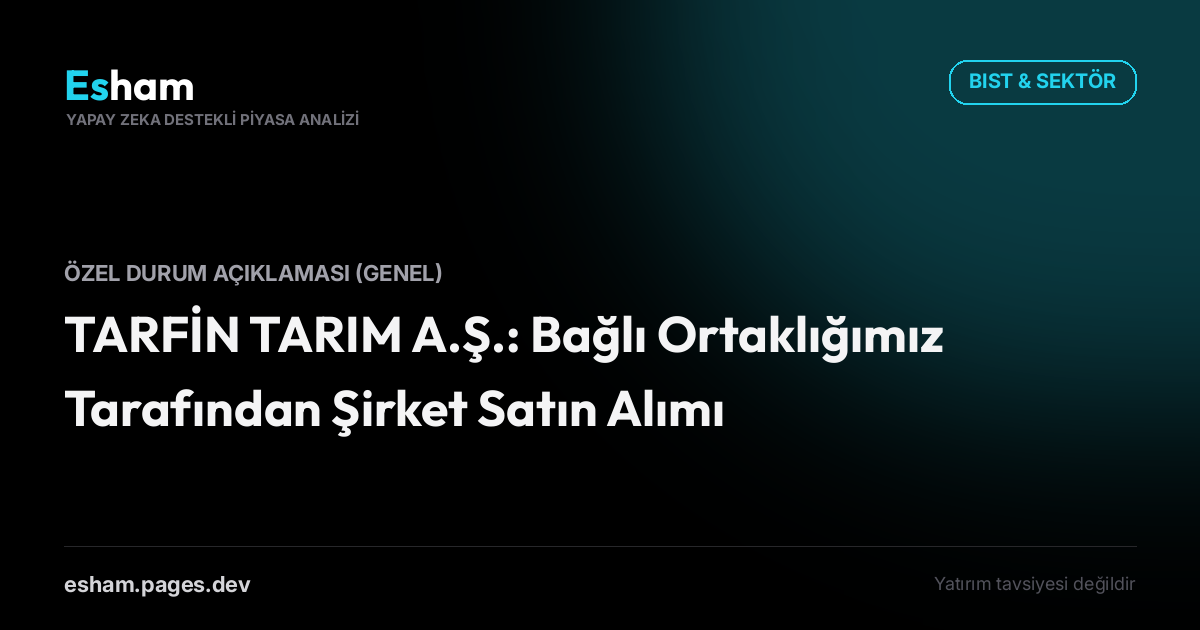 Esham
BIST & SEKTÖR
YAPAY ZEKA DESTEKLİ PİYASA ANALİZİ
ÖZEL DURUM AÇIKLAMASI (GENEL)
TARFİN TARIM A.Ş.: Bağlı Ortaklığımız
Tarafından Şirket Satın Alımı
esham.pages.dev
Yatırım tavsiyesi değildir